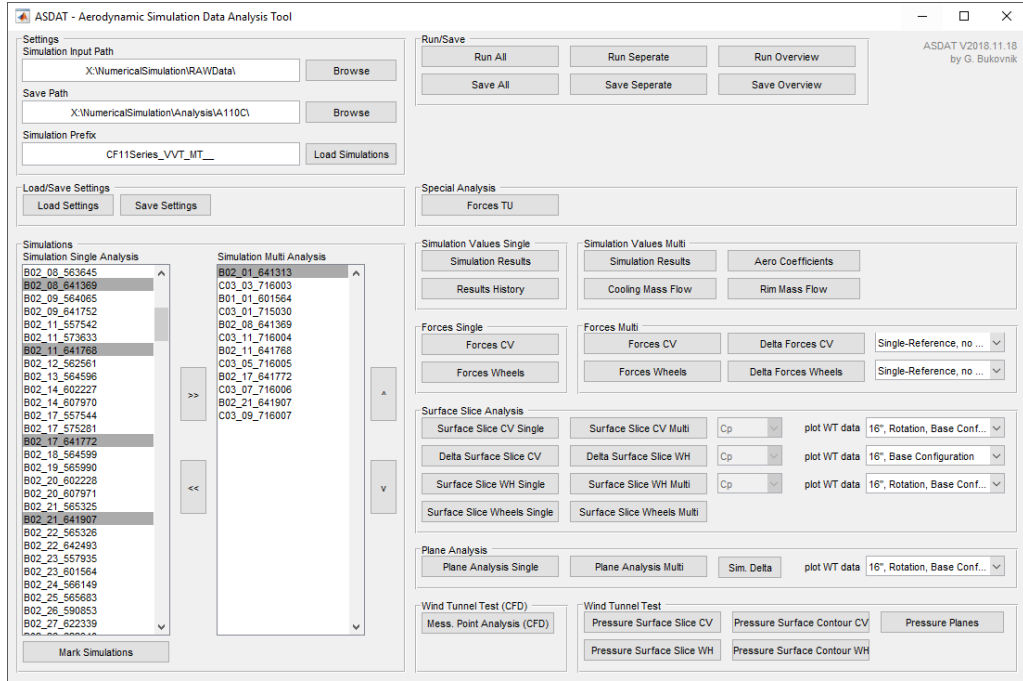 ASDAT - Aerodynamic Simulation Data Analysis Tool
Settings
Simulation Input Path
X:\NumericalSimulation\RAWData\
Browse
Save Path
X:\NumericalSimulation\Analysis\A110C\
Browse
Simulation Prefix
CF11Series_VVT_MT__
Load Simulations
Run/Save
Run All
Run Seperate
Run Overview
Save All
Save Seperate
Save Overview
ASDAT V2018.11.18
by G. Bukovnik
Load/Save Settings
Load Settings
Save Settings
Special Analysis
Forces TU
Simulations
Simulation Single Analysis
B02_08_563645
B02_08_641369
B02_09_564065
B02_09_641752
B02_11_557542
B02_11_573633
B02_11_641768
B02_12_562561
B02_13_564596
B02_14_602227
B02_14_607970
B02_17_557544
B02_17_575281
B02_17_641772
B02_18_564599
B02_19_565990
B02_20_602228
B02_20_607971
B02_21_565325
B02_21_641907
B02_22_565326
B02_22_642493
B02_23_557935
B02_23_601564
B02_24_566149
B02_25_565683
B02_26_590853
B02_27_622339
Mark Simulations
>>
<<
Simulation Multi Analysis
B02_01_641313
C03_03_716003
B01_01_601564
C03_01_715030
B02_08_641369
C03_11_716004
B02_11_641768
C03_05_716005
B02_17_641772
C03_07_716006
B02_21_641907
C03_09_716007
^
v
Simulation Values Single
Simulation Results
Results History
Simulation Values Multi
Simulation Results
Aero Coefficients
Cooling Mass Flow
Rim Mass Flow
Forces Single
Forces CV
Forces Wheels
Forces Multi
Forces CV
Delta Forces CV
Single-Reference, no ...
Forces Wheels
Delta Forces Wheels
Single-Reference, no ...
Surface Slice Analysis
Surface Slice CV Single
Surface Slice CV Multi
Cp
plot WT data
16", Rotation, Base Conf...
Delta Surface Slice CV
Delta Surface Slice WH
Cp
plot WT data
16", Base Configuration
Surface Slice WH Single
Surface Slice WH Multi
Cp
plot WT data
16", Rotation, Base Conf...
Surface Slice Wheels Single
Surface Slice Wheels Multi
Plane Analysis
Plane Analysis Single
Plane Analysis Multi
Sim. Delta
plot WT data
16", Rotation, Base Conf...
Wind Tunnel Test (CFD)
Mess. Point Analysis (CFD)
Wind Tunnel Test
Pressure Surface Slice CV
Pressure Surface Contour CV
Pressure Planes
Pressure Surface Slice WH
Pressure Surface Contour WH